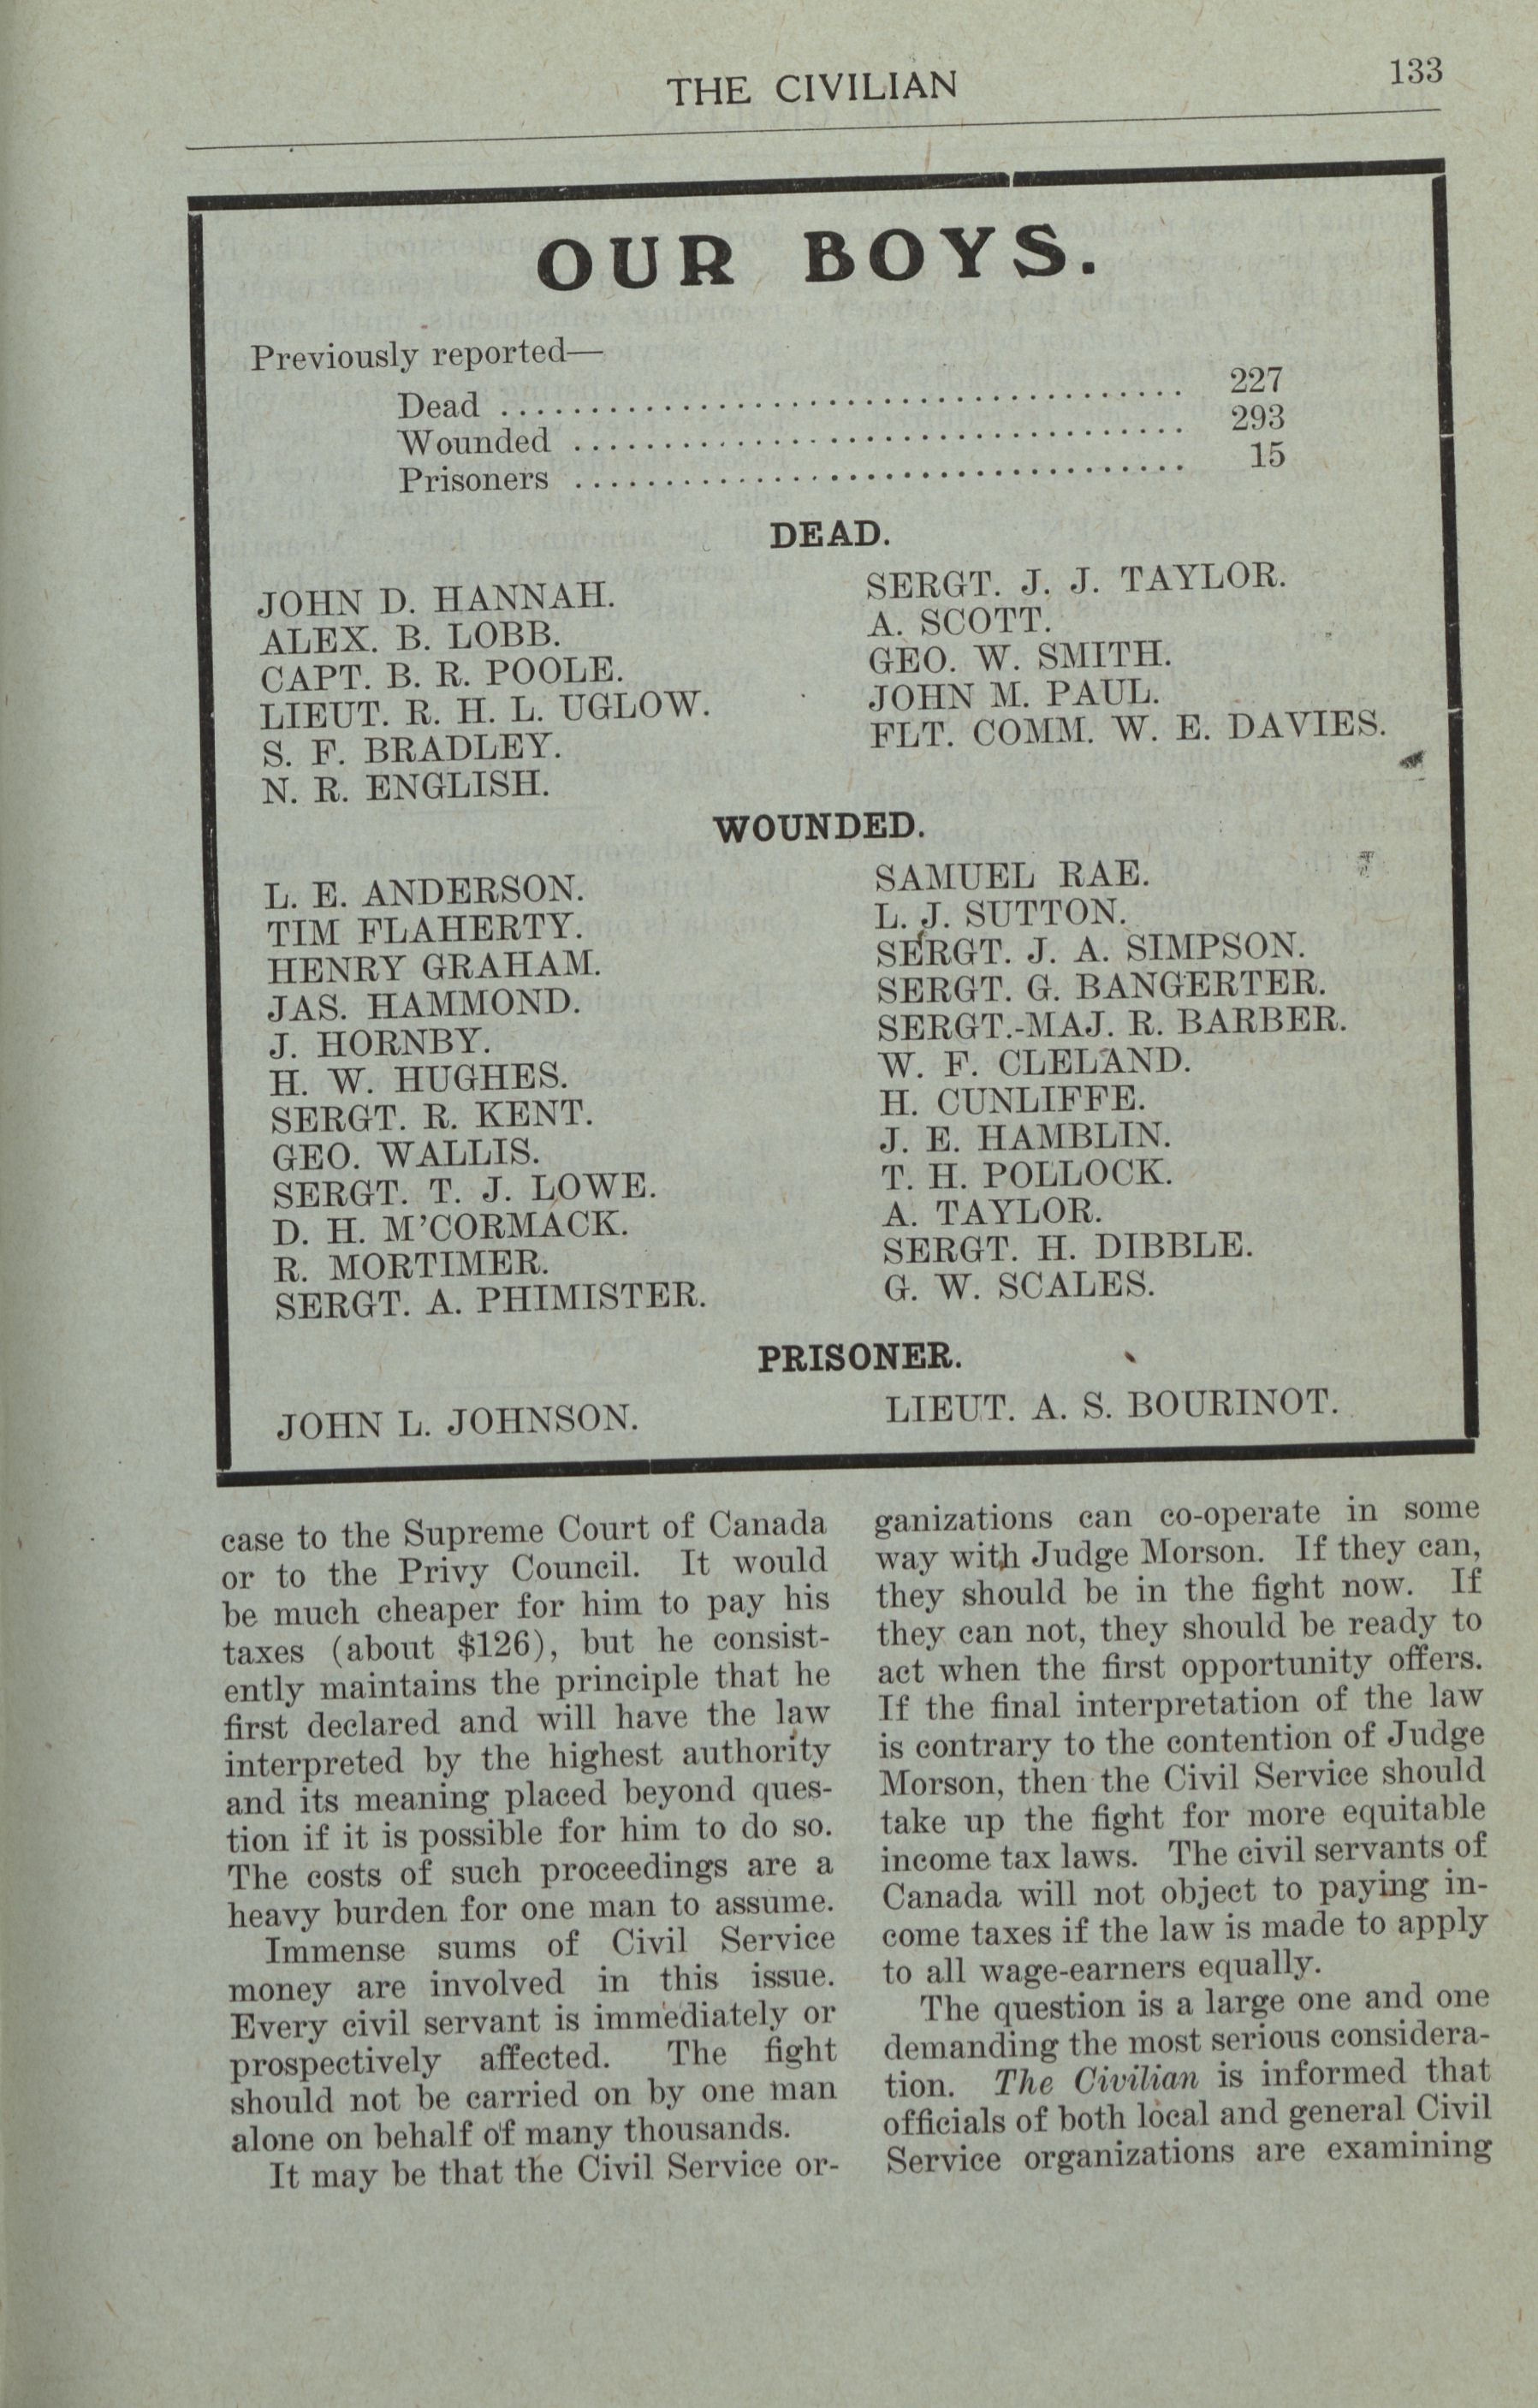 THE CIVILIAN
133
OUR BOYS.
Previously reported—
Dead ...................................... 227
Wounded .................................. 293
Prisoners .................................. 15
DEAD.
JOHN D. HANNAH.
ALEX. B. LOBB.
CAPT. B. R. POOLE.
LIEUT. R. H. L. UGLOW.
S. F. BRADLEY.
N. R. ENGLISH.
SERGT. J. J. TAYLOR.
A. SCOTT.
GEO. W. SMITH.
JOHN M. PAUL.
FLT. COMM. W. E. DAVIES.
WOUNDED.
L. E. ANDERSON.
TIM FLAHERTY.
HENRY GRAHAM.
JAS. HAMMOND.
J. HORNBY.
H. W. HUGHES.
SERGT. R. KENT.
GEO. WALLIS.
SERGT. T. J. LOWE.
D. H. M'CORMACK.
R. MORTIMER.
SERGT. A. PHIMISTER.
SAMUEL RAE.
L. J. SUTTON.
SERGT. J. A. SIMPSON.
SERGT. G. BANGERTER.
SERGT.-MAJ. R. BARBER.
W. F. CLELAND.
H. CUNLIFFE.
J. E. HAMBLIN.
T. H. POLLOCK.
A. TAYLOR.
SERGT. H. DIBBLE.
G. W. SCALES.
PRISONER.
JOHN L. JOHNSON.
LIEUT. A. S. BOURINOT.
case to the Supreme Court of Canada
or to the Privy Council. It would
be much cheaper for him to pay his
taxes (about $126), but he consist-
ently maintains the principle that he
first declared and will have the law
interpreted by the highest authority
and its meaning placed beyond ques-
tion if it is possible for him to do so.
The costs of such proceedings are a
heavy burden for one man to assume.
Immense sums of Civil Service
money are involved in this issue.
Every civil servant is immediately or
prospectively affected. The fight
should not be carried on by one man
alone on behalf of many thousands.
It may be that the Civil Service or-
ganizations can co-operate in some
way with Judge Morson. If they can,
they should be in the fight now. If
they can not, they should be ready to
act when the first opportunity offers.
If the final interpretation of the law
is contrary to the contention of Judge
Morson, then the Civil Service should
take up the fight for more equitable
income tax laws. The civil servants of
Canada will not object to paying in-
come taxes if the law is made to apply
to all wage-earners equally.
The question is a large one and one
demanding the most serious considera-
tion. The Civilian is informed that
officials of both local and general Civil
Service organizations are examining